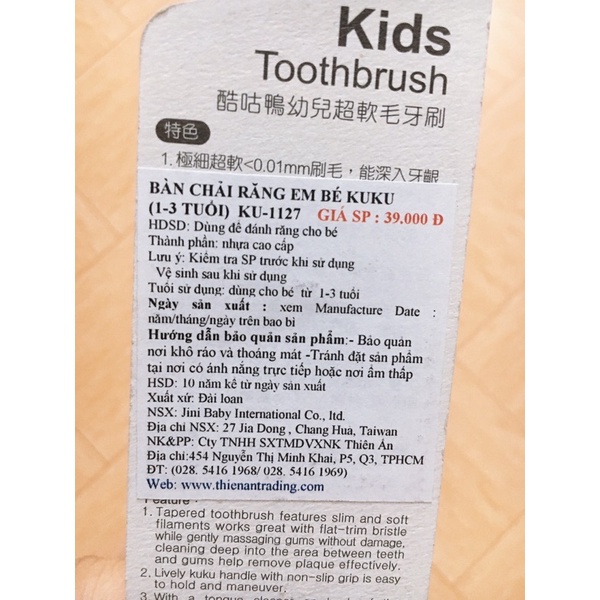 Kids
Toothbrush
酷咕鴨幼兒超軟毛牙刷
特色
1. 極細超軟<0.01mm刷毛，能深入牙齦
BÀN CHẢI RĂNG EM BÉ KUKU
(1-3 TUỔI) KU-1127 GIÁ SP : 39.000 Đ
HDSD: Dùng để đánh răng cho bé
Thành phần: nhựa cao cấp
Lưu ý: Kiểm tra SP trước khi sử dụng
Vệ sinh sau khi sử dụng
Tuổi sử dụng: dùng cho bé từ 1-3 tuổi
Ngày sản xuất : xem Manufacture Date :
năm/tháng/ngày trên bao bì
Hướng dẫn bảo quản sản phẩm:- Bảo quản
nơi khô ráo và thoáng mát -Tránh đặt sản phẩm
tại nơi có ánh nắng trực tiếp hoặc nơi ẩm thấp
HSD: 10 năm kể từ ngày sản xuất
Xuất xứ: Đài loan
NSX: Jini Baby International Co., ltd.
Địa chỉ NSX: 27 Jia Dong , Chang Hua, Taiwan
NK&PP: Cty TNHH SXTMDVXNK Thiên Ân
Địa chỉ:454 Nguyễn Thị Minh Khai, P5, Q3, TPHCM
ĐT: (028. 5416 1968/ 028. 5416 1969)
Web: www.thienantrading.com
Feature :
1. Tapered toothbrush features slim and soft
filaments works great with flat-trim bristle
while gently massaging gums without damage,
cleaning deep into the area between teeth
and gums help remove plaque effectively.
2. Lively kuku handle with non-slip grip is easy
to hold and maneuver.
3. With a tongue